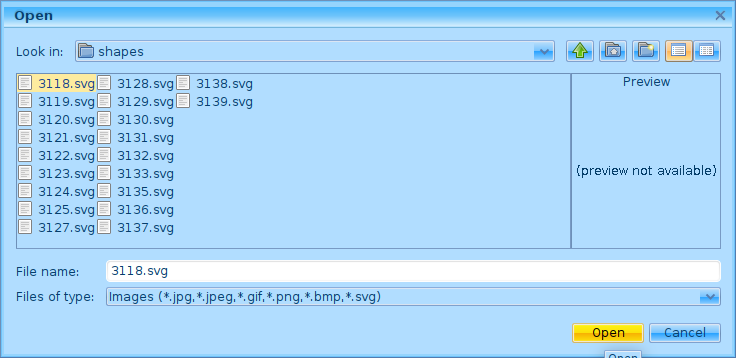 Open
Look in: shapes
3118.svg 3128.svg 3138.svg
3119.svg 3129.svg 3139.svg
3120.svg 3130.svg
3121.svg 3131.svg
3122.svg 3132.svg
3123.svg 3133.svg
3124.svg 3135.svg
3125.svg 3136.svg
3127.svg 3137.svg
Preview
(preview not available)
File name: 3118.svg
Files of type: Images (*.jpg,*.jpeg,*.gif,*.png,*.bmp,*.svg)
Open Cancel
Open